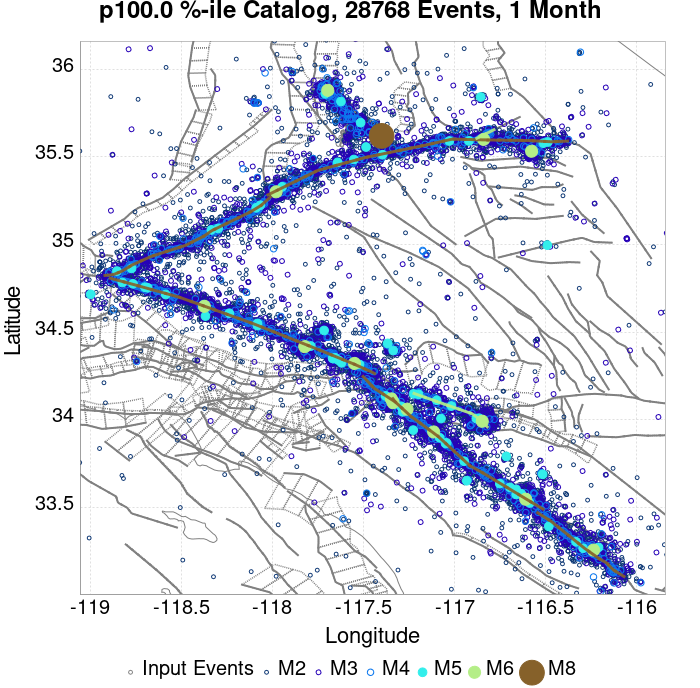 p100.0 %-ile Catalog, 28768 Events, 1 Month
36
35.5
35
34.5
34
33.5
Latitude
-119 -118.5 -118 -117.5 -117 -116.5 -116
Longitude
Input Events M2 M3 M4 M5 M6 M8